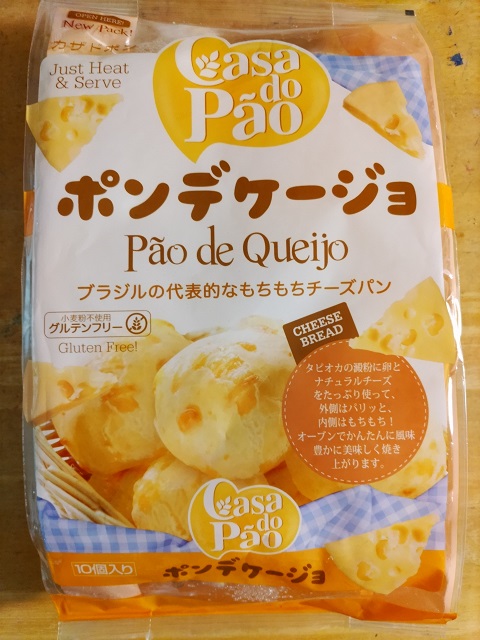 OPEN HERE!
New Pack!
カザドポン
Just Heat
& Serve
Casa
do
Pão
ポンデケージョ
Pão de Queijo
ブラジルの代表的なもちもちチーズパン
小麦粉不使用
グルテンフリー
Gluten Free!
CHEESE
BREAD
タピオカの澱粉に卵と
ナチュラルチーズ
をたっぷり使って、
外側はパリッと、
内側はもちもち!
オーブンでかんたんに風味
豊かに美味しく焼き
上がります。
Casa
do
Pão
ポンデケージョ
10個入り